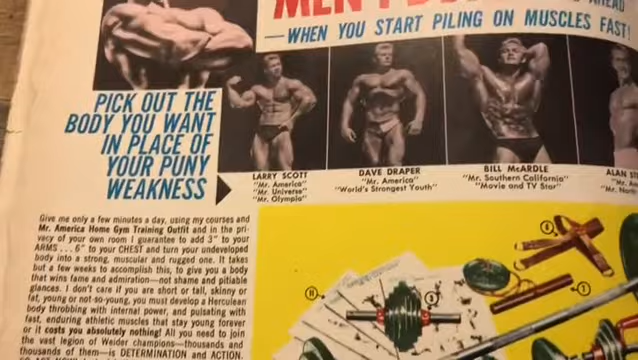 AHEAD
—WHEN YOU START PILING ON MUSCLES FAST!
PICK OUT THE
BODY YOU WANT
IN PLACE OF
YOUR PUNY
WEAKNESS
LARRY SCOTT
"Mr. America"
"Mr. Universe"
"Mr. Olympia"
DAVE DRAPER
"Mr. America"
"World's Strongest Youth"
BILL McARDLE
"Mr. Southern California"
"Movie and TV Star"
ALAN
Give me only a few minutes a day, using my courses and
Mr. America Home Gym Training Outfit and in the pri-
vacy of your own room I guarantee to add 3" to your
ARMS . . . 6" to your CHEST and turn your undeveloped
body into a strong, muscular and rugged one. It takes
but a few weeks to accomplish this, to give you a body
that wins fame and admiration—not shame and pitiable
glances. I don't care if you are short or tall, skinny or
fat, young or not-so-young, you must develop a Herculean
body throbbing with internal power, and pulsating with
fast, enduring athletic muscles that stay young forever
or it costs you absolutely nothing! All you need to join
the vast legion of Weider champions—thousands and
thousands of them—is DETERMINATION and ACTION.